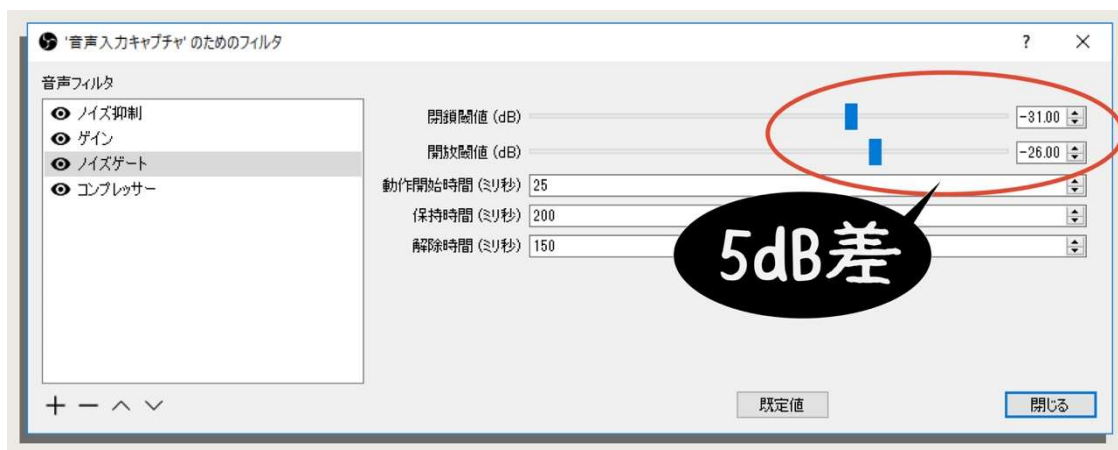 '音声入力キャプチャ' のためのフィルタ
?
音声フィルタ
ノイズ抑制
ゲイン
ノイズゲート
コンプレッサー
閉鎖閾値 (dB)
-31.00
開放閾値 (dB)
-26.00
動作開始時間 (ミリ秒) 25
保持時間 (ミリ秒) 200
解除時間 (ミリ秒) 150
5dB差
既定値
閉じる